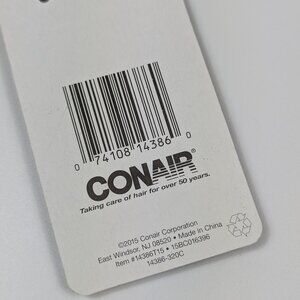 0 74108 14386 0
CONAIR®
Taking care of hair for over 50 years.
©2015 Conair Corporation
East Windsor, NJ 08520 • Made in China
Item #14386T15 • 15BC016396
14386-320C